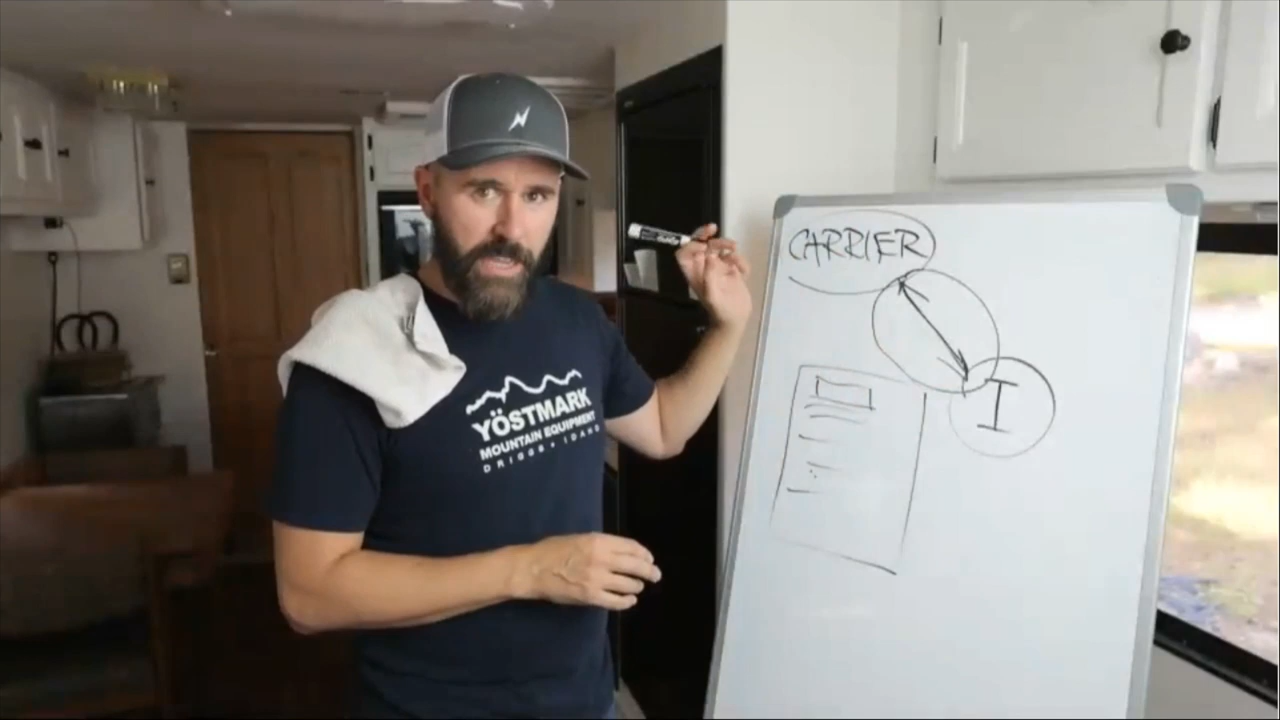 CARRIER
I
YÖSTMARK
MOUNTAIN EQUIPMENT
DRIGGS • IDAHO